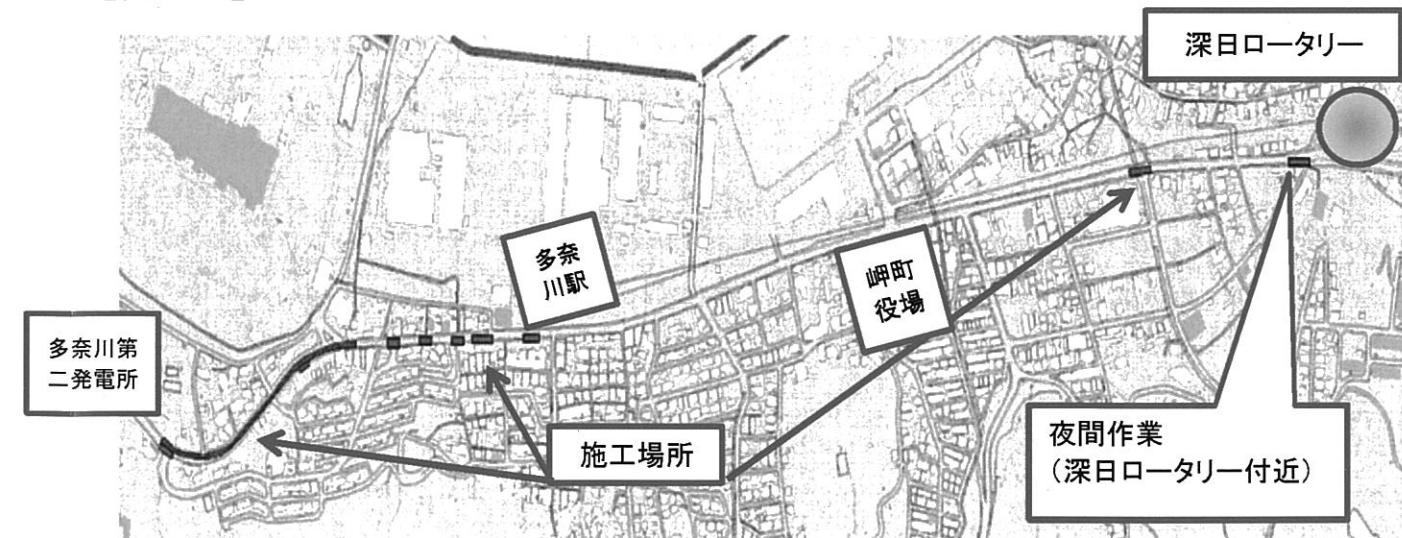 深日ロータリー
多奈
川駅
岬町
役場
多奈川第
二発電所
施工場所
夜間作業
（深日ロータリー付近）